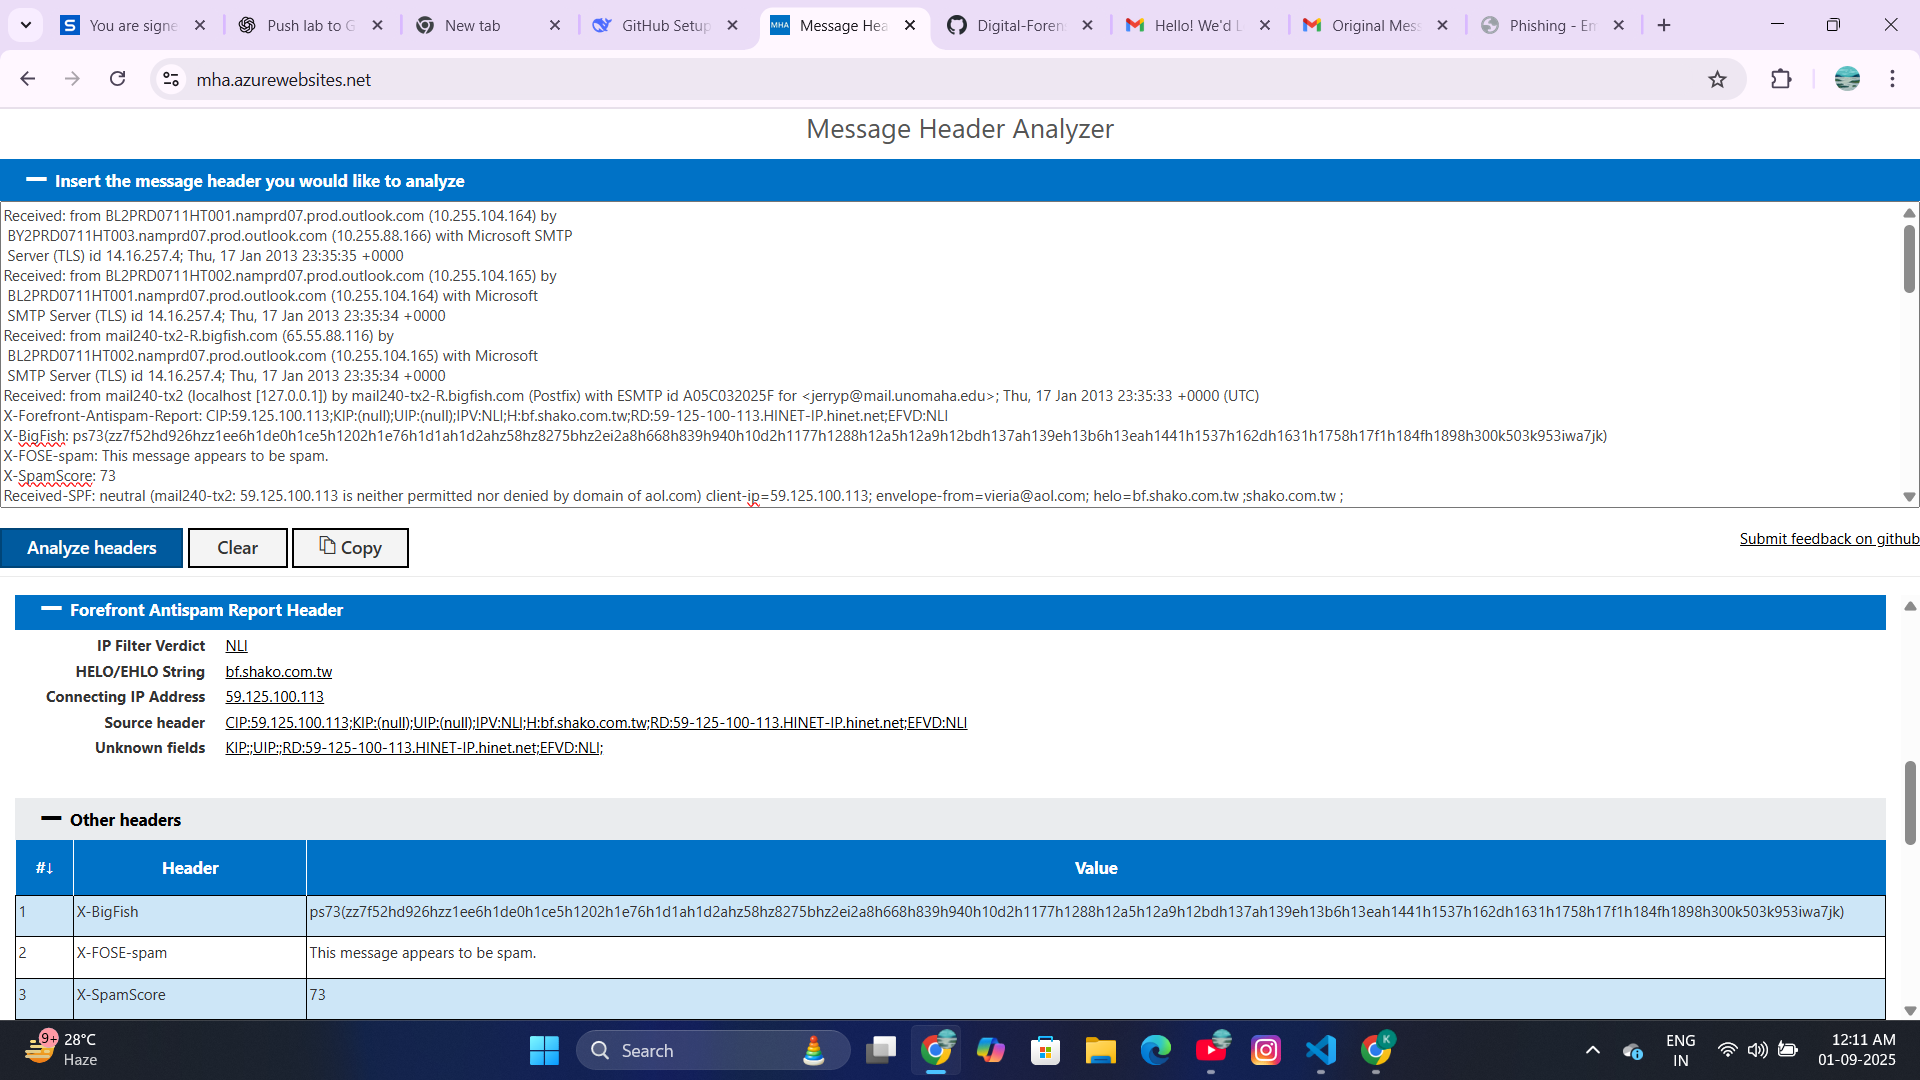 You are signe
Push lab to G
New tab
GitHub Setup
MHA
Message Hea
Digital-Foren
Hello! We'd L
Original Mess
Phishing - Em
mha.azurewebsites.net
Message Header Analyzer
Insert the message header you would like to analyze
Received: from BL2PRD0711HT001.namprd07.prod.outlook.com (10.255.104.164) by
BY2PRD0711HT003.namprd07.prod.outlook.com (10.255.88.166) with Microsoft SMTP
Server (TLS) id 14.16.257.4; Thu, 17 Jan 2013 23:35:35 +0000
Received: from BL2PRD0711HT002.namprd07.prod.outlook.com (10.255.104.165) by
BL2PRD0711HT001.namprd07.prod.outlook.com (10.255.104.164) with Microsoft
SMTP Server (TLS) id 14.16.257.4; Thu, 17 Jan 2013 23:35:34 +0000
Received: from mail240-tx2-R.bigfish.com (65.55.88.116) by
BL2PRD0711HT002.namprd07.prod.outlook.com (10.255.104.165) with Microsoft
SMTP Server (TLS) id 14.16.257.4; Thu, 17 Jan 2013 23:35:34 +0000
Received: from mail240-tx2 (localhost [127.0.0.1]) by mail240-tx2-R.bigfish.com (Postfix) with ESMTP id A05C032025F for <jerryp@mail.unomaha.edu>; Thu, 17 Jan 2013 23:35:33 +0000 (UTC)
X-Forefront-Antispam-Report: CIP:59.125.100.113;KIP:(null);UIP:(null);IPV:NLI;H:bf.shako.com.tw;RD:59-125-100-113.HINET-IP.hinet.net;EFVD:NLI
X-BigFish: ps73(zz7f52hd926hzz1ee6h1de0h1ce5h1202h1e76h1d1ah1d2ahz58hz8275bhz2ei2a8h668h839h940h10d2h1177h1288h12a5h12a9h12bdh137ah139eh13b6h13eah1441h1537h162dh1631h1758h17f1h184fh1898h300k503k953iwa7jk)
X-FOSE-spam: This message appears to be spam.
X-SpamScore: 73
Received-SPF: neutral (mail240-tx2: 59.125.100.113 is neither permitted nor denied by domain of aol.com) client-ip=59.125.100.113; envelope-from=vieria@aol.com; helo=bf.shako.com.tw ;shako.com.tw ;
Analyze headers
Clear
Copy
Submit feedback on github
Forefront Antispam Report Header
IP Filter Verdict NLI
HELO/EHLO String bf.shako.com.tw
Connecting IP Address 59.125.100.113
Source header CIP:59.125.100.113;KIP:(null);UIP:(null);IPV:NLI;H:bf.shako.com.tw;RD:59-125-100-113.HINET-IP.hinet.net;EFVD:NLI
Unknown fields KIP:;UIP:;RD:59-125-100-113.HINET-IP.hinet.net;EFVD:NLI;
Other headers
#↓ Header Value
1 X-BigFish ps73(zz7f52hd926hzz1ee6h1de0h1ce5h1202h1e76h1d1ah1d2ahz58hz8275bhz2ei2a8h668h839h940h10d2h1177h1288h12a5h12a9h12bdh137ah139eh13b6h13eah1441h1537h162dh1631h1758h17f1h184fh1898h300k503k953iwa7jk)
2 X-FOSE-spam This message appears to be spam.
3 X-SpamScore 73
9+
28°C
Haze
Search
K
ENG
IN
12:11 AM
01-09-2025